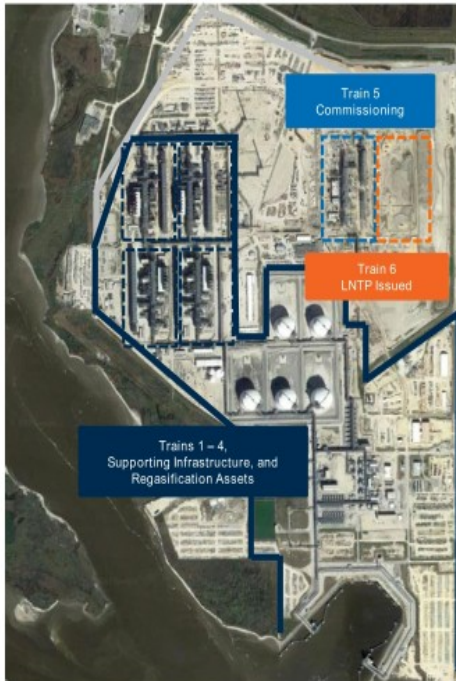 Train 5
Commissioning
Train 6
LNTP Issued
Trains 1 – 4,
Supporting Infrastructure, and
Regasification Assets